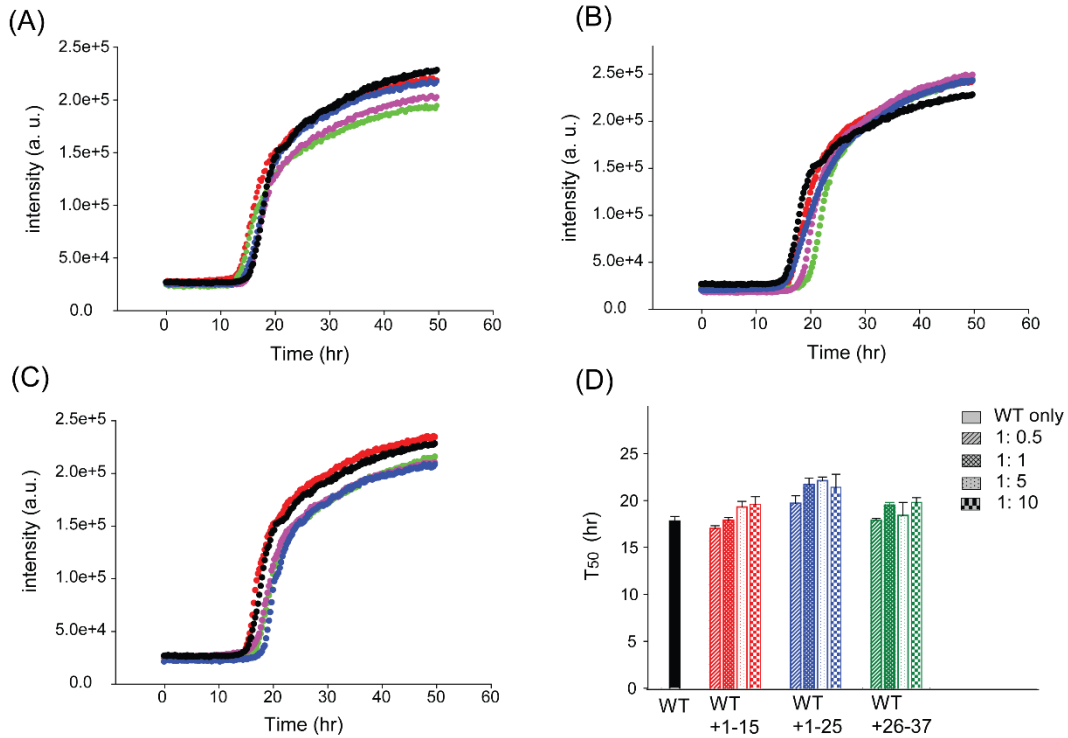 (A)
2.5e+5
2.0e+5
1.5e+5
1.0e+5
5.0e+4
0.0
intensity (a. u.)
0 10 20 30 40 50 60
Time (hr)
(B)
2.5e+5
2.0e+5
1.5e+5
1.0e+5
5.0e+4
0.0
intensity (a. u.)
0 10 20 30 40 50 60
Time (hr)
(C)
2.5e+5
2.0e+5
1.5e+5
1.0e+5
5.0e+4
0.0
intensity (a.u.)
0 10 20 30 40 50 60
Time (hr)
(D)
25
20
15
10
5
0
T50 (hr)
WT only
1: 0.5
1: 1
1: 5
1: 10
WT WT WT WT
+1-15 +1-25 +26-37